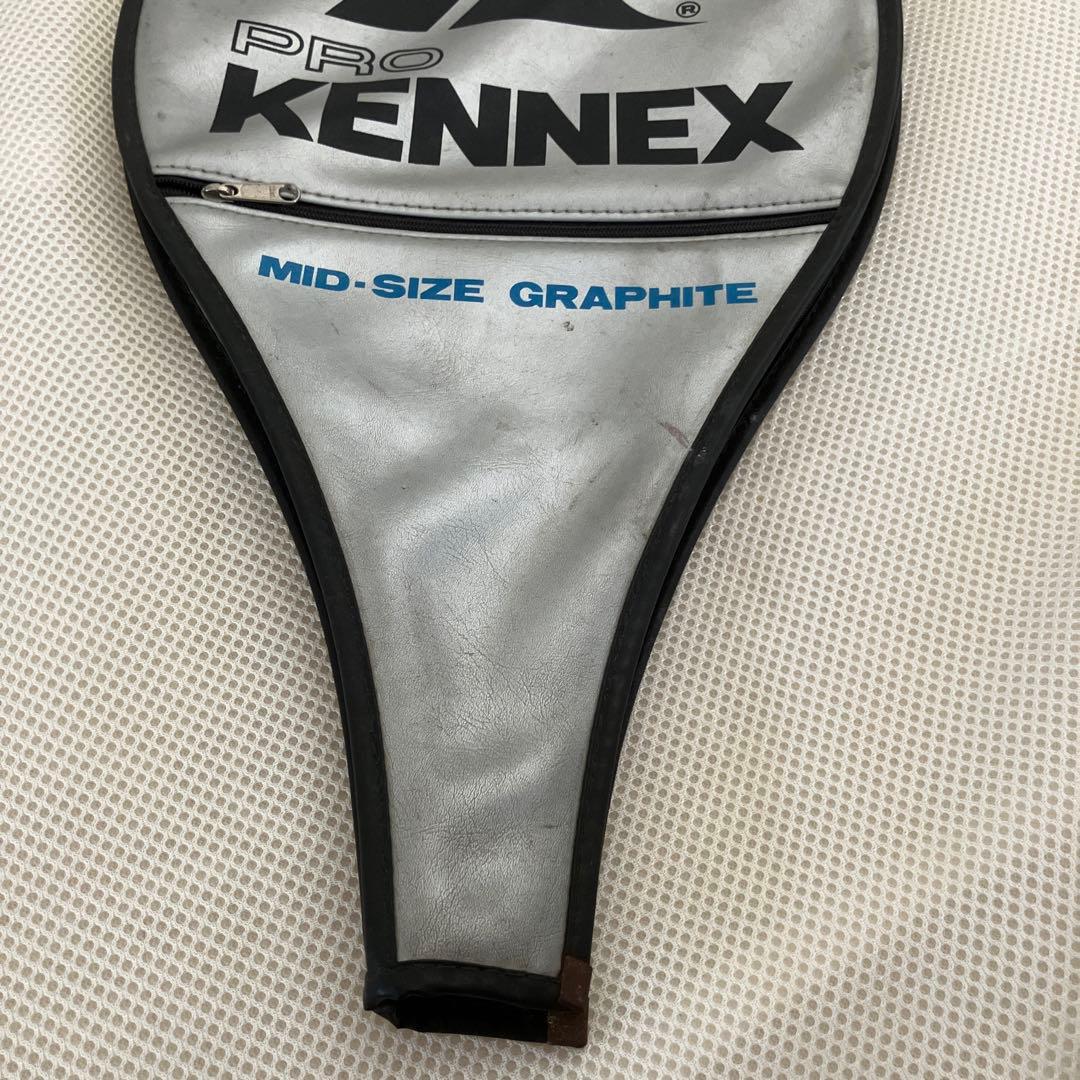 ®
PRO
KENNEX
MID-SIZE GRAPHITE